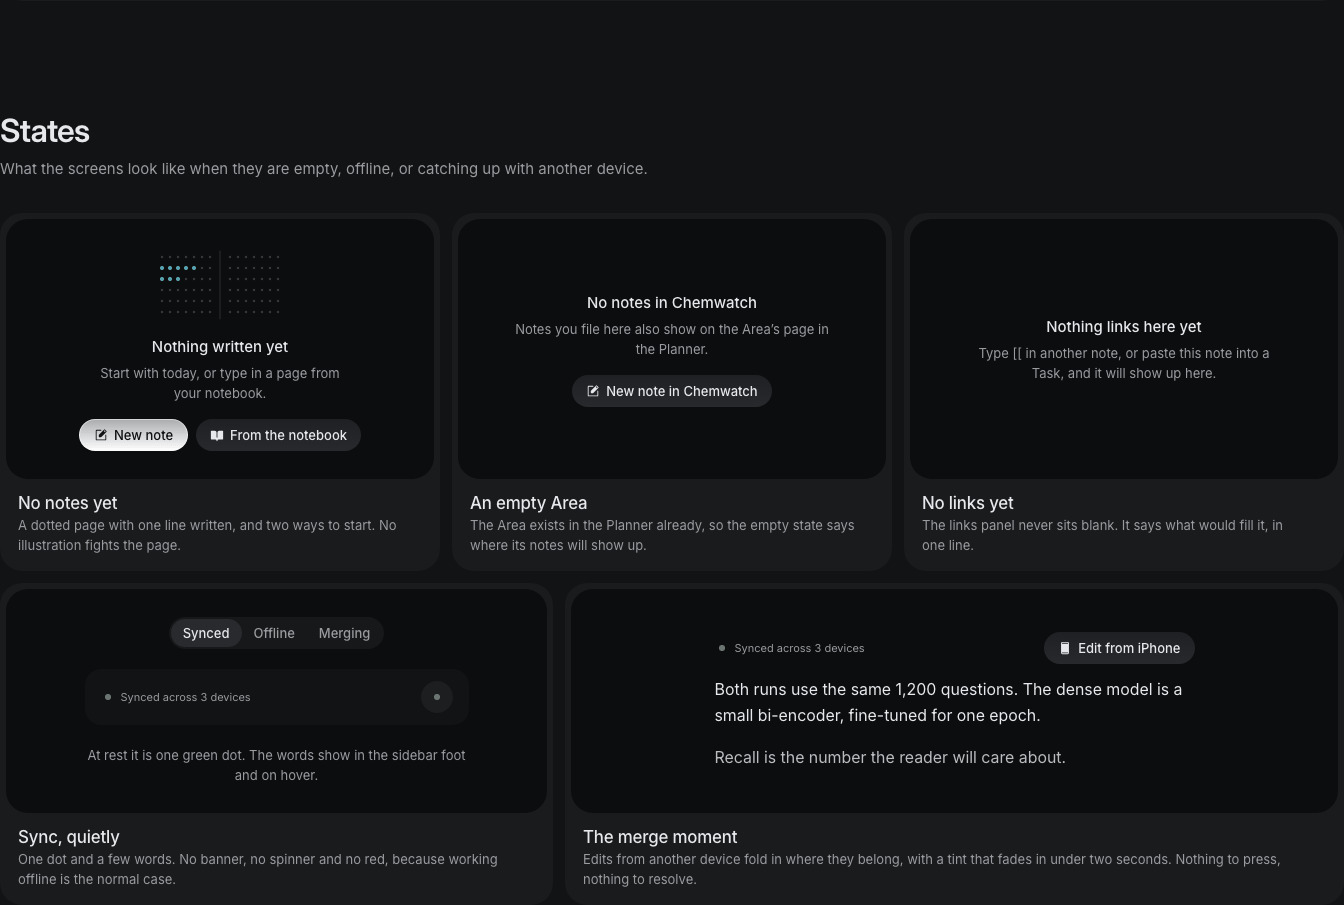 States
What the screens look like when they are empty, offline, or catching up with another device.
Nothing written yet
Start with today, or type in a page from
your notebook.
New note
From the notebook
No notes yet
A dotted page with one line written, and two ways to start. No
illustration fights the page.
No notes in Chemwatch
Notes you file here also show on the Area’s page in
the Planner.
New note in Chemwatch
An empty Area
The Area exists in the Planner already, so the empty state says
where its notes will show up.
Nothing links here yet
Type [[ in another note, or paste this note into a
Task, and it will show up here.
No links yet
The links panel never sits blank. It says what would fill it, in
one line.
Synced
Offline
Merging
Synced across 3 devices
At rest it is one green dot. The words show in the sidebar foot
and on hover.
Sync, quietly
One dot and a few words. No banner, no spinner and no red, because working
offline is the normal case.
Synced across 3 devices
Edit from iPhone
Both runs use the same 1,200 questions. The dense model is a
small bi-encoder, fine-tuned for one epoch.
Recall is the number the reader will care about.
The merge moment
Edits from another device fold in where they belong, with a tint that fades in under two seconds. Nothing to press,
nothing to resolve.